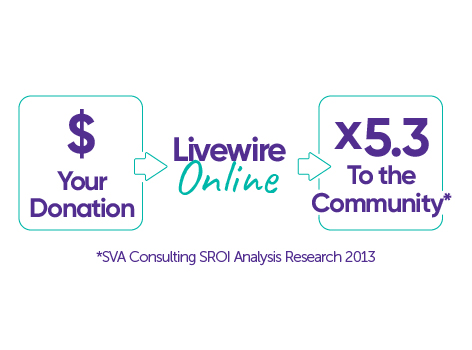 $
Your
Donation
Livewire
Online
x5.3
To the
Community*
*SVA Consulting SROI Analysis Research 2013